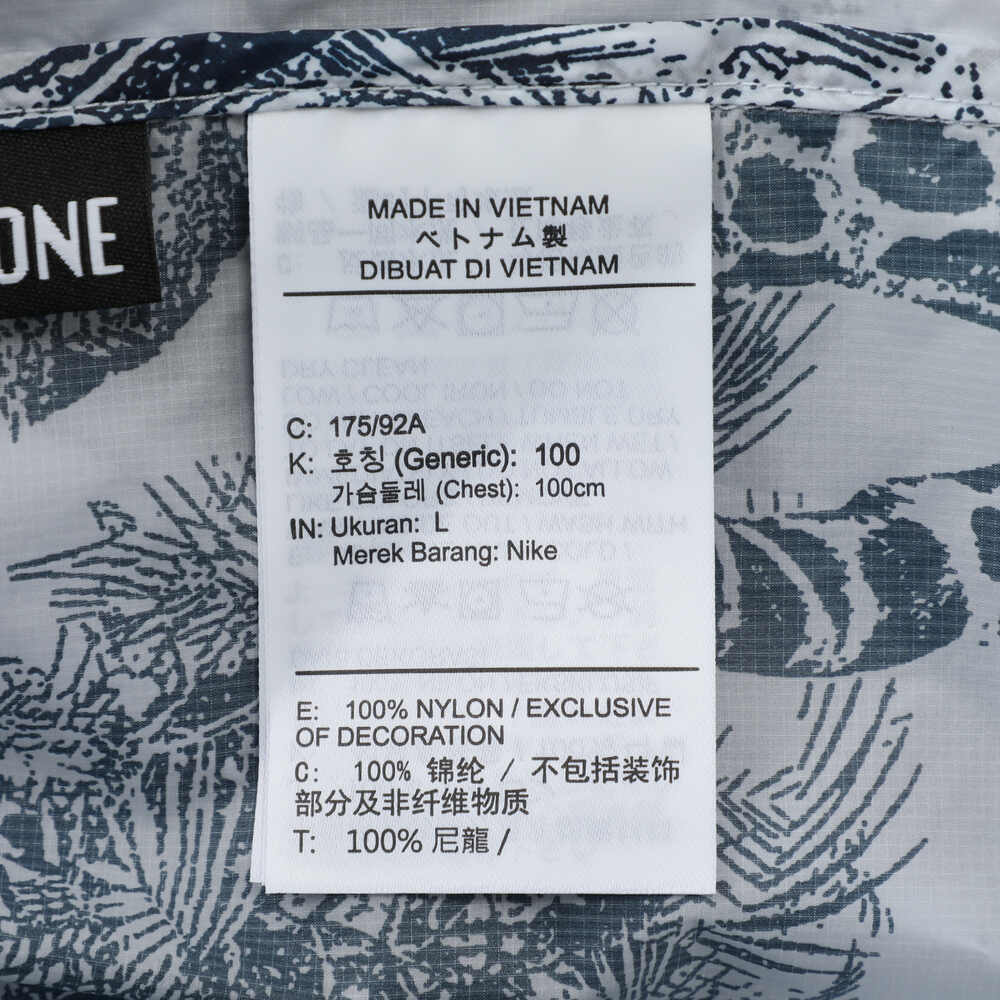 ONE
MADE IN VIETNAM
ベトナム製
DIBUAT DI VIETNAM
C: 175/92A
K: 호칭 (Generic): 100
가슴둘레 (Chest): 100cm
IN: Ukuran: L
Merek Barang: Nike
E: 100% NYLON / EXCLUSIVE
OF DECORATION
C: 100% 锦纶 / 不包括装饰
部分及非纤维物质
T: 100% 尼龍 /